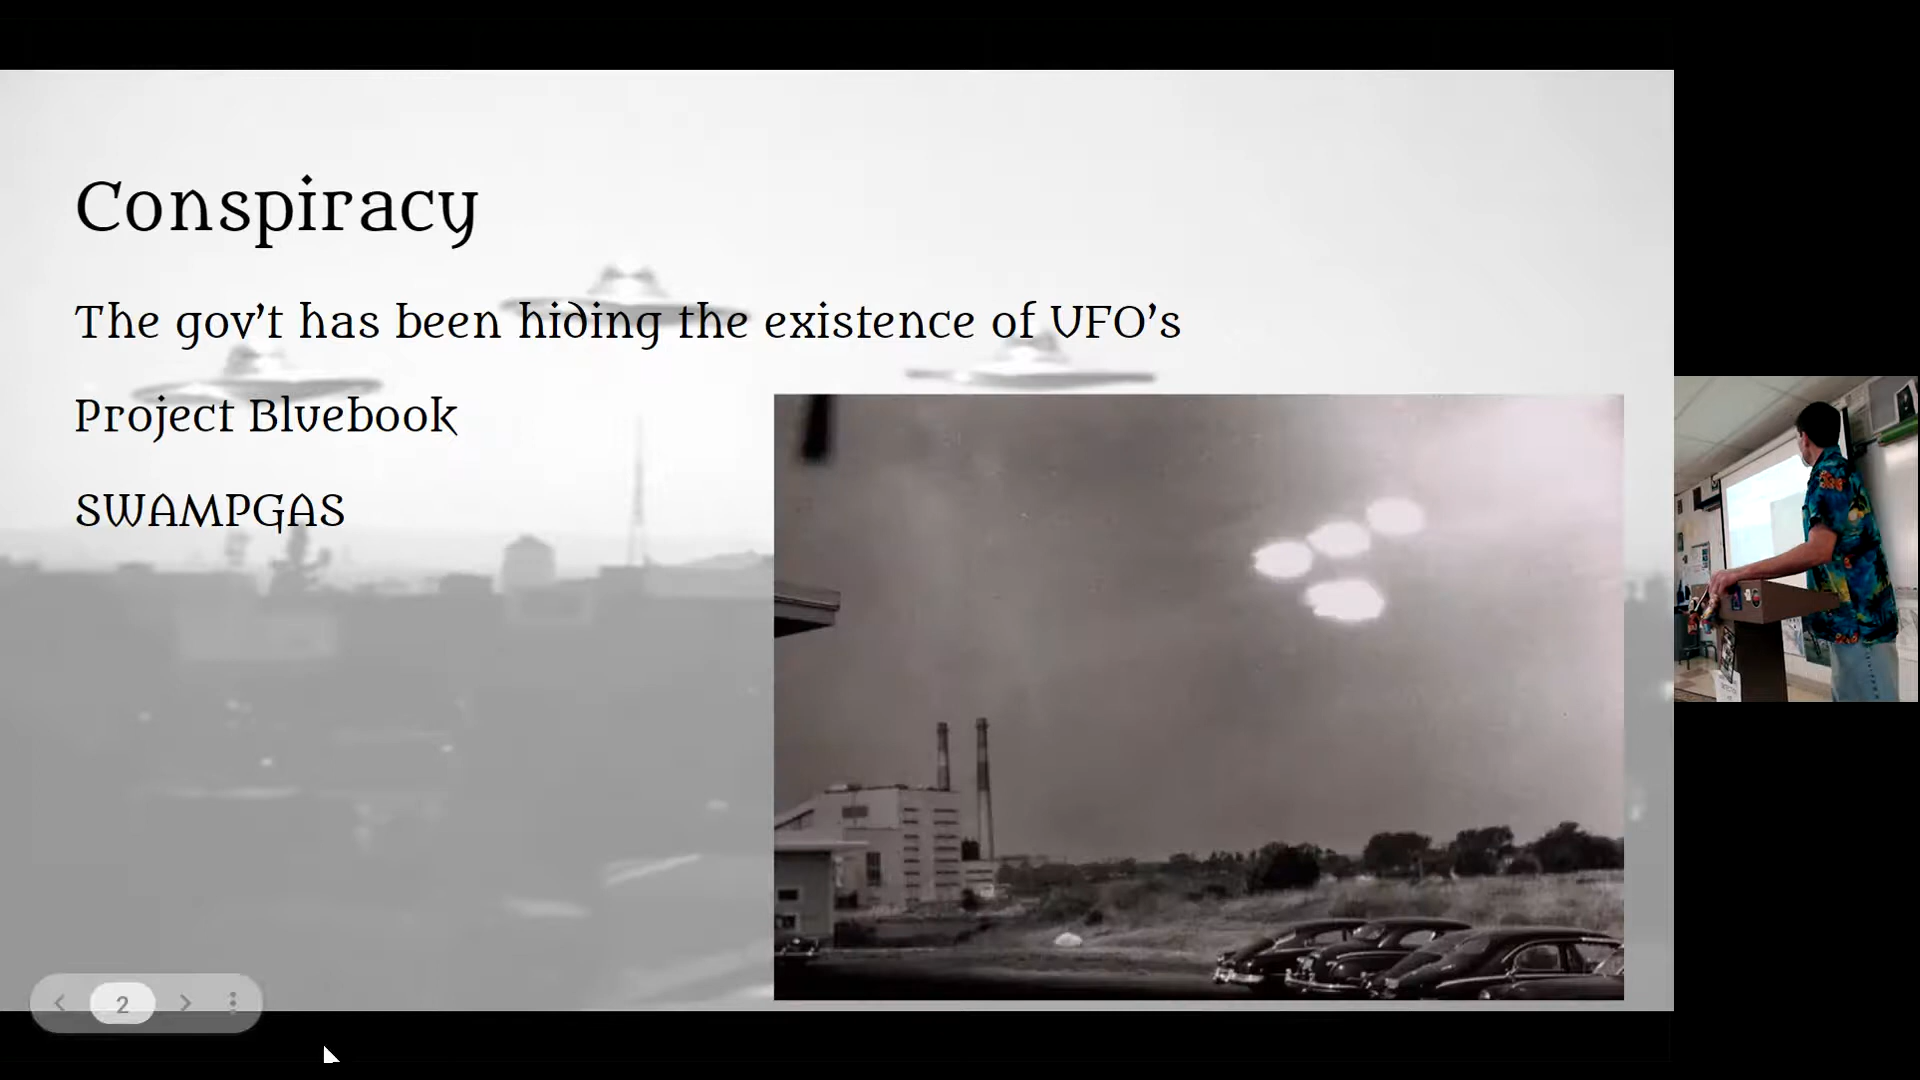 Conspiracy
The gov't has been hiding the existence of UFO's
Project Bluebook
SWAMPGAS
2